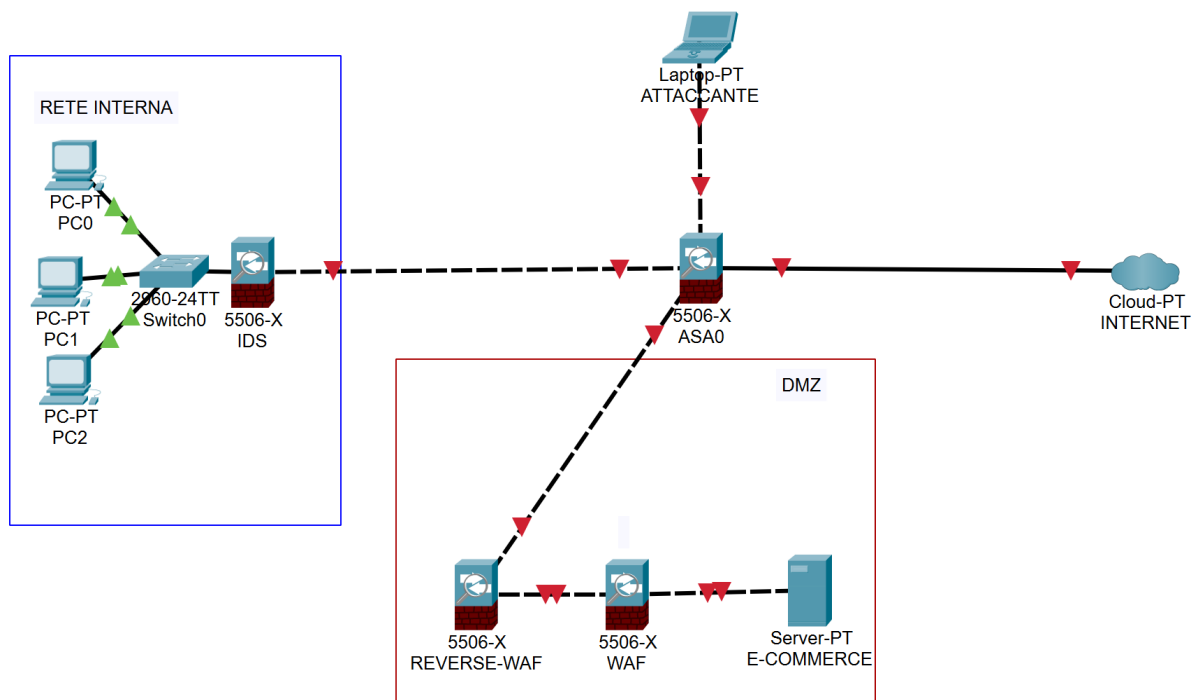 Laptop-PT
ATTACCANTE
RETE INTERNA
PC-PT
PC0
2960-24TT
Switch0
PC-PT
PC1
5506-X
IDS
5506-X
ASA0
Cloud-PT
INTERNET
PC-PT
PC2
DMZ
5506-X
REVERSE-WAF
5506-X
WAF
Server-PT
E-COMMERCE